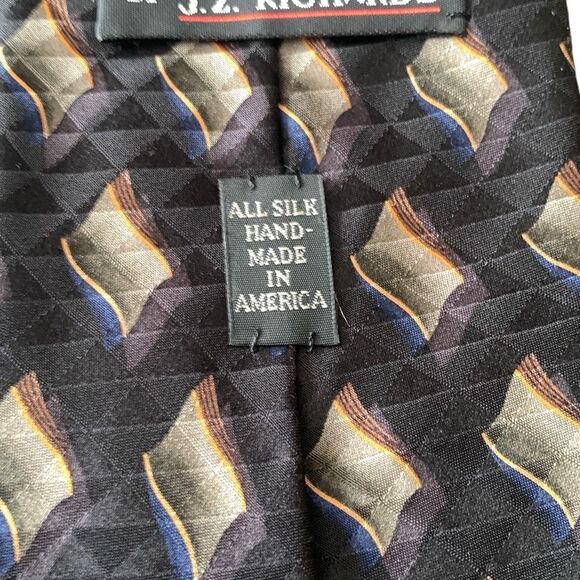 J.Z. RICHARDS
ALL SILK
HAND-
MADE
IN
AMERICA